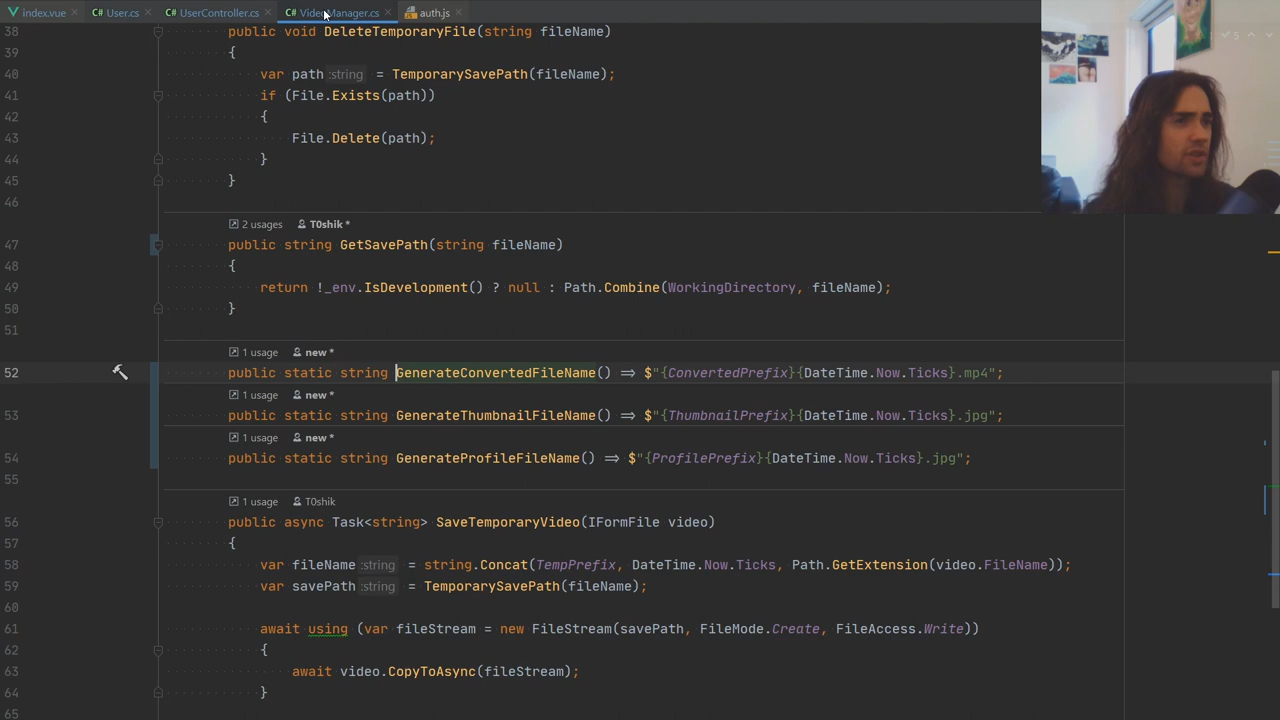 index.vue C# User.cs C# UserController.cs C# VideoManager.cs auth.js
38 public void DeleteTemporaryFile(string fileName)
39 {
40 var path :string = TemporarySavePath(fileName);
41 if (File.Exists(path))
42 {
43 File.Delete(path);
44 }
45 }
46
2 usages T0shik *
47 public string GetSavePath(string fileName)
48 {
49 return !_env.IsDevelopment() ? null : Path.Combine(WorkingDirectory, fileName);
50 }
51
1 usage new *
52 public static string GenerateConvertedFileName() => $"{ConvertedPrefix}{DateTime.Now.Ticks}.mp4";
1 usage new *
53 public static string GenerateThumbnailFileName() => $"{ThumbnailPrefix}{DateTime.Now.Ticks}.jpg";
1 usage new *
54 public static string GenerateProfileFileName() => $"{ProfilePrefix}{DateTime.Now.Ticks}.jpg";
55
1 usage T0shik
56 public async Task<string> SaveTemporaryVideo(IFormFile video)
57 {
58 var fileName :string = string.Concat(TempPrefix, DateTime.Now.Ticks, Path.GetExtension(video.FileName));
59 var savePath :string = TemporarySavePath(fileName);
60
61 await using (var fileStream = new FileStream(savePath, FileMode.Create, FileAccess.Write))
62 {
63 await video.CopyToAsync(fileStream);
64 }
65